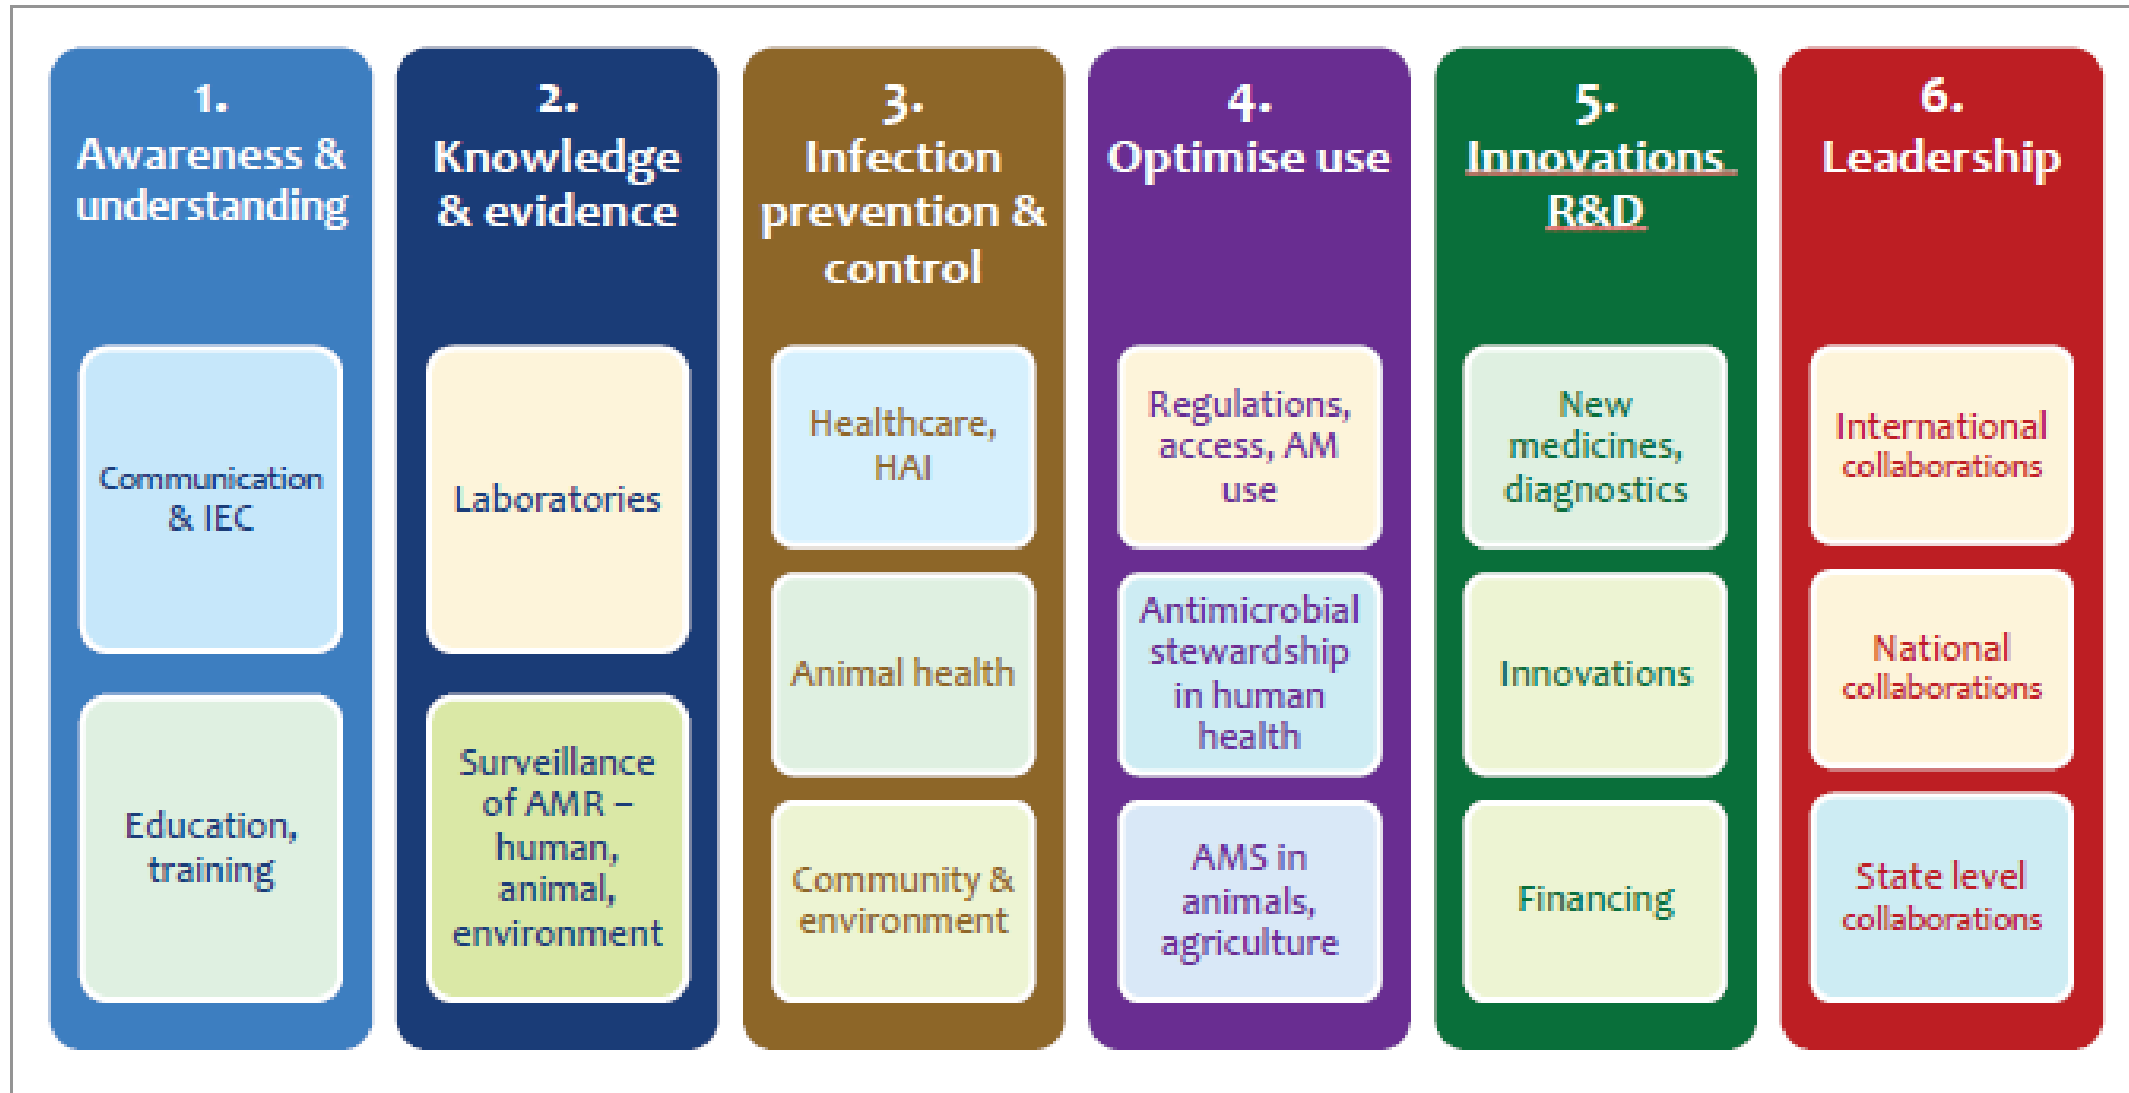 1.
Awareness &
understanding
Communication
& IEC
Education,
training
2.
Knowledge
& evidence
Laboratories
Surveillance
of AMR –
human,
animal,
environment
3.
Infection
prevention &
control
Healthcare,
HAI
Animal health
Community &
environment
4.
Optimise use
Regulations,
access, AM
use
Antimicrobial
stewardship
in human
health
AMS in
animals,
agriculture
5.
Innovations
R&D
New
medicines,
diagnostics
Innovations
Financing
6.
Leadership
International
collaborations
National
collaborations
State level
collaborations